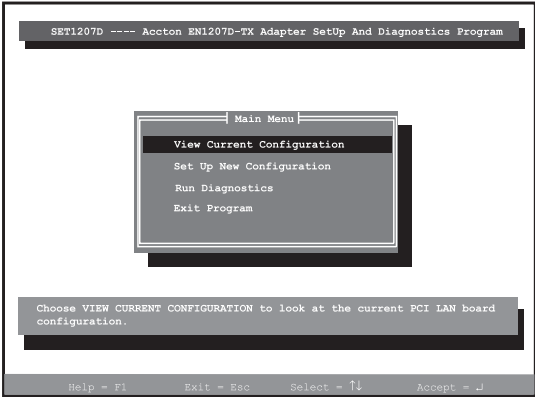 SET1207D ---- Accton EN1207D-TX Adapter SetUp And Diagnostics Program
Main Menu
View Current Configuration
Set Up New Configuration
Run Diagnostics
Exit Program
Choose VIEW CURRENT CONFIGURATION to look at the current PCI LAN board
configuration.
Help = F1 Exit = Esc Select = ↑↓ Accept = ↵